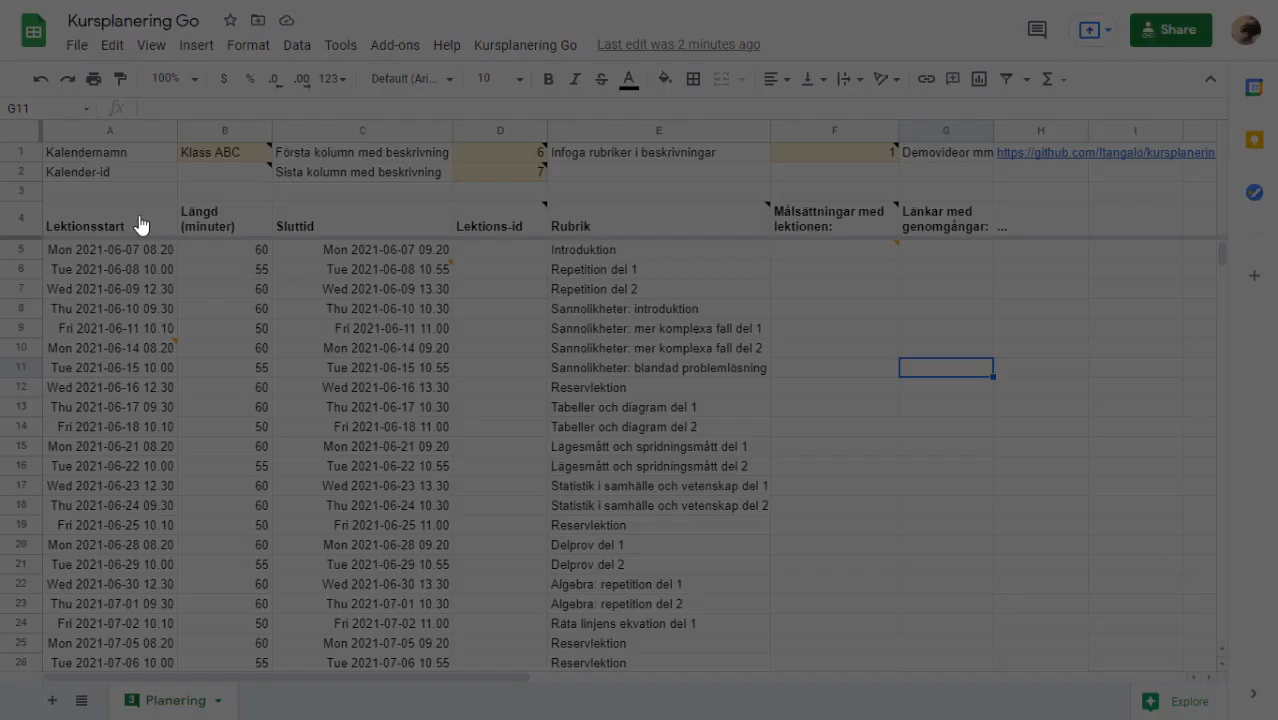 Kursplanering Go
File Edit View Insert Format Data Tools Add-ons Help Kursplanering Go Last edit was 2 minutes ago
Share
100% $ % .0 .00 123 Default (Ari... 10 B I S A
G11 fx
A B C D E F G H I
1 Kalendernamn Klass ABC Första kolumn med beskrivning 6 Infoga rubriker i beskrivningar 1 Demovideor mm https://github.com/Itangalo/kursplanerin
2 Kalender-id Sista kolumn med beskrivning 7
3
4 Lektionsstart Längd (minuter) Sluttid Lektions-id Rubrik Målsättningar med lektionen: Länkar med genomgångar: ...
5 Mon 2021-06-07 08.20 60 Mon 2021-06-07 09.20 Introduktion
6 Tue 2021-06-08 10.00 55 Tue 2021-06-08 10.55 Repetition del 1
7 Wed 2021-06-09 12.30 60 Wed 2021-06-09 13.30 Repetition del 2
8 Thu 2021-06-10 09.30 60 Thu 2021-06-10 10.30 Sannolikheter: introduktion
9 Fri 2021-06-11 10.10 50 Fri 2021-06-11 11.00 Sannolikheter: mer komplexa fall del 1
10 Mon 2021-06-14 08.20 60 Mon 2021-06-14 09.20 Sannolikheter: mer komplexa fall del 2
11 Tue 2021-06-15 10.00 55 Tue 2021-06-15 10.55 Sannolikheter: blandad problemlösning
12 Wed 2021-06-16 12.30 60 Wed 2021-06-16 13.30 Reservlektion
13 Thu 2021-06-17 09.30 60 Thu 2021-06-17 10.30 Tabeller och diagram del 1
14 Fri 2021-06-18 10.10 50 Fri 2021-06-18 11.00 Tabeller och diagram del 2
15 Mon 2021-06-21 08.20 60 Mon 2021-06-21 09.20 Lägesmått och spridningsmått del 1
16 Tue 2021-06-22 10.00 55 Tue 2021-06-22 10.55 Lägesmått och spridningsmått del 2
17 Wed 2021-06-23 12.30 60 Wed 2021-06-23 13.30 Statistik i samhälle och vetenskap del 1
18 Thu 2021-06-24 09.30 60 Thu 2021-06-24 10.30 Statistik i samhälle och vetenskap del 2
19 Fri 2021-06-25 10.10 50 Fri 2021-06-25 11.00 Reservlektion
20 Mon 2021-06-28 08.20 60 Mon 2021-06-28 09.20 Delprov del 1
21 Tue 2021-06-29 10.00 55 Tue 2021-06-29 10.55 Delprov del 2
22 Wed 2021-06-30 12.30 60 Wed 2021-06-30 13.30 Algebra: repetition del 1
23 Thu 2021-07-01 09.30 60 Thu 2021-07-01 10.30 Algebra: repetition del 2
24 Fri 2021-07-02 10.10 50 Fri 2021-07-02 11.00 Räta linjens ekvation del 1
25 Mon 2021-07-05 08.20 60 Mon 2021-07-05 09.20 Reservlektion
26 Tue 2021-07-06 10.00 55 Tue 2021-07-06 10.55 Reservlektion
3 Planering Explore